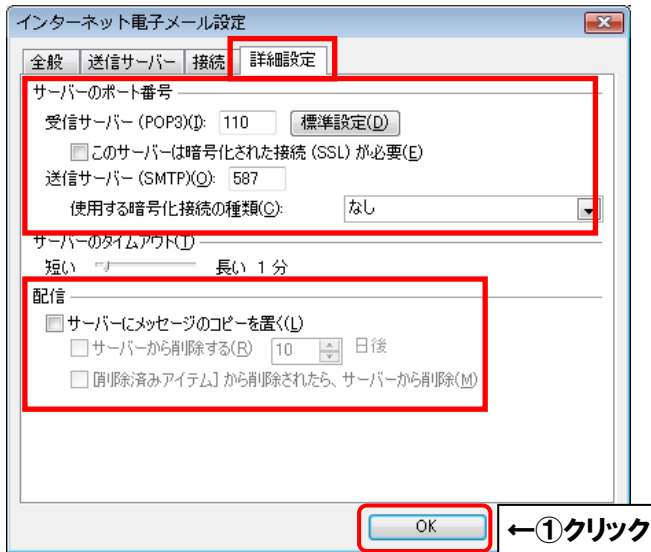 インターネット電子メール設定
全般 送信サーバー 接続 詳細設定
サーバーのポート番号
受信サーバー (POP3)(I): 110 標準設定(D)
このサーバーは暗号化された接続 (SSL) が必要(E)
送信サーバー (SMTP)(O): 587
使用する暗号化接続の種類(C): なし
サーバーのタイムアウト(T)
短い 長い 1 分
配信
サーバーにメッセージのコピーを置く(L)
サーバーから削除する(R) 10 日後
[削除済みアイテム] から削除されたら、サーバーから削除(M)
OK ←①クリック